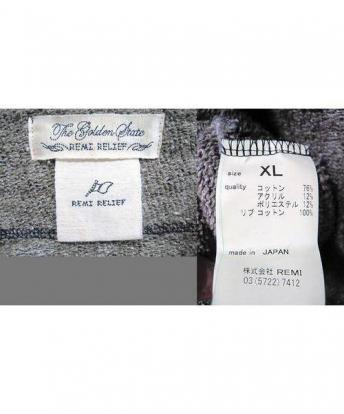 The Golden State
REMI RELIEF
REMI RELIEF
size XL
quality コットン 76%
アクリル 12%
ポリエステル 12%
リブ コットン 100%
made in JAPAN
株式会社 REMI
03(5722)7412